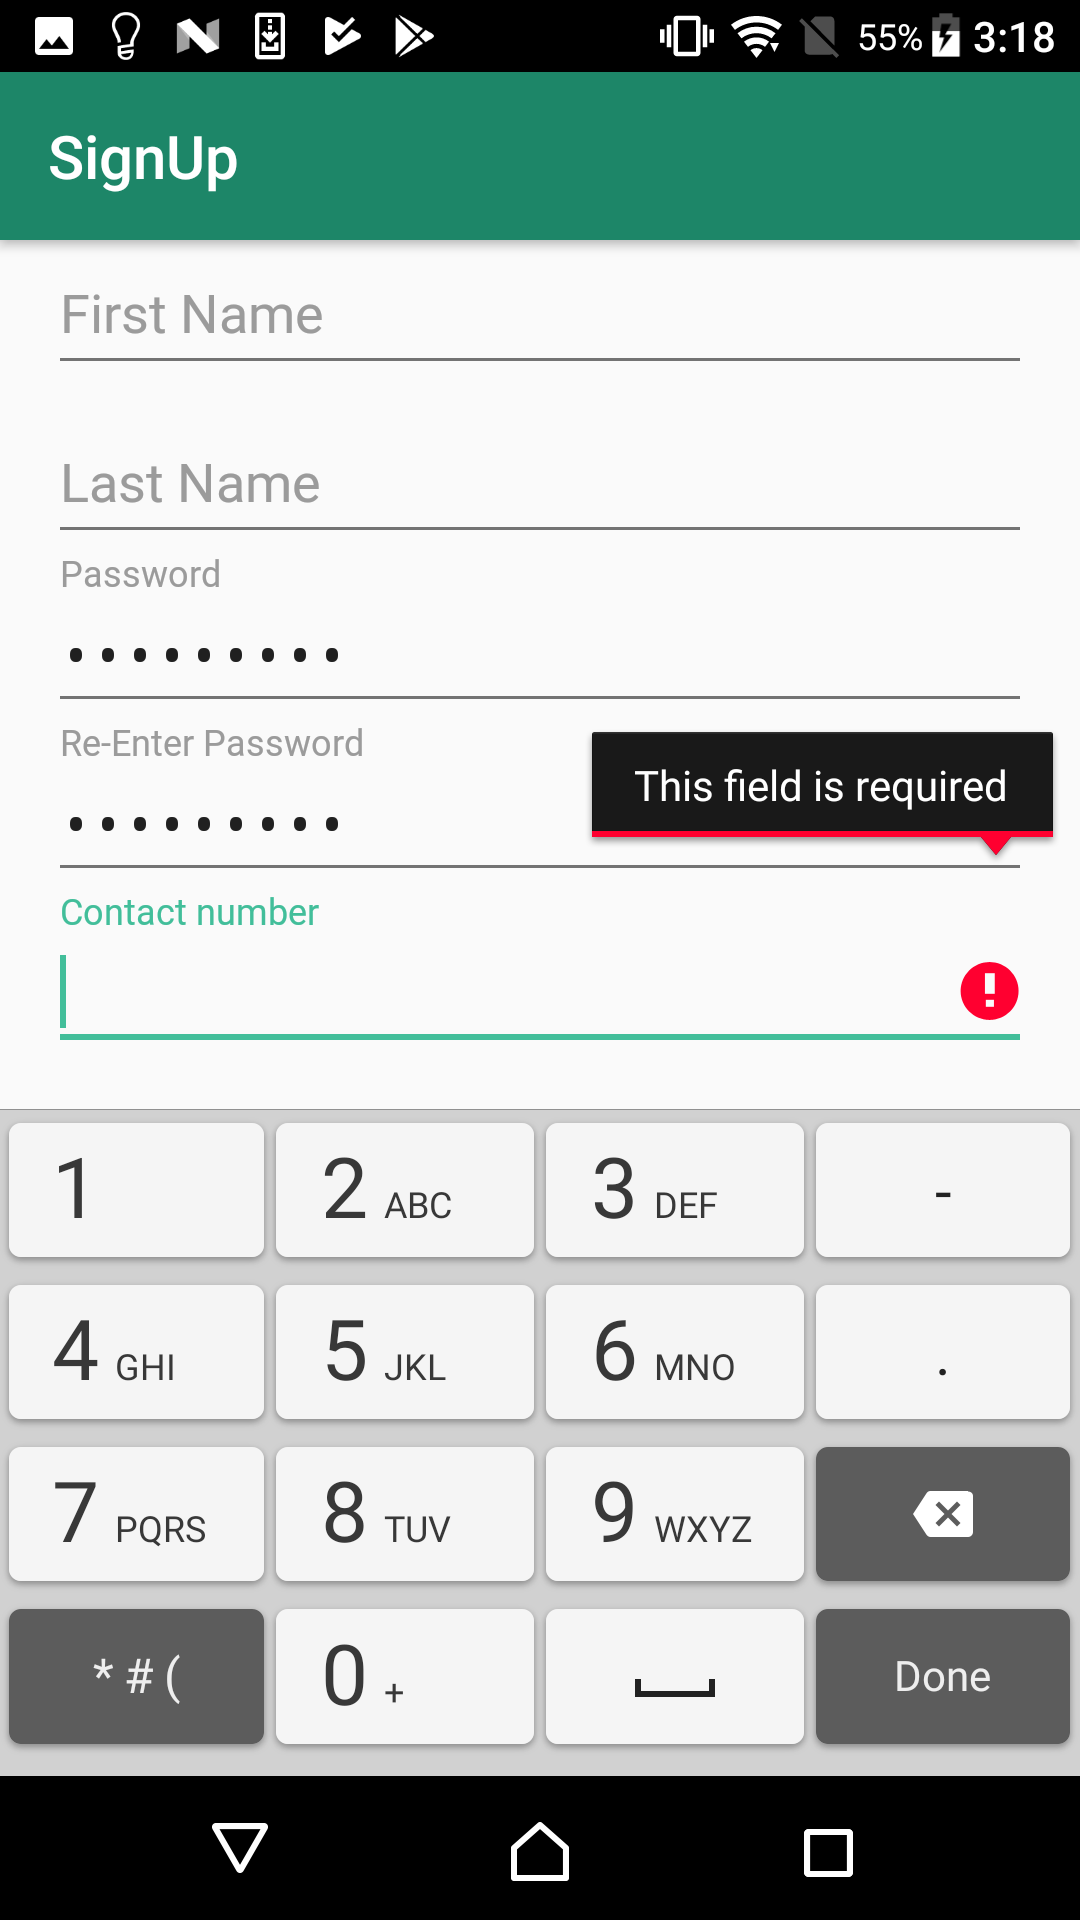 55% 3:18
SignUp
First Name
Last Name
Password
•••••••••
Re-Enter Password
This field is required
•••••••••
Contact number
1 2 ABC 3 DEF -
4 GHI 5 JKL 6 MNO .
7 PQRS 8 TUV 9 WXYZ
* # ( 0 + Done